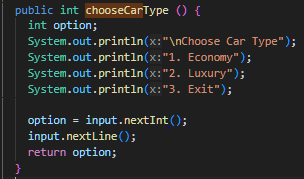 public int chooseCarType () {
int option;
System.out.println(x:"\nChoose Car Type");
System.out.println(x:"1. Economy");
System.out.println(x:"2. Luxury");
System.out.println(x:"3. Exit");
option = input.nextInt();
input.nextLine();
return option;
}